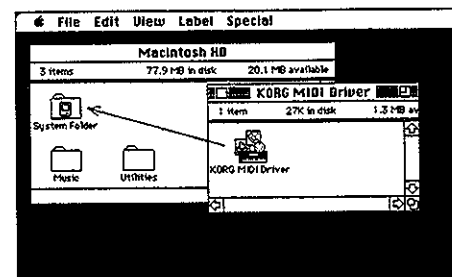 File Edit View Label Special
Macintosh HD
3 items 77.9 MB in disk 20.1 MB available
KORG MIDI Driver
1 item 27K in disk 1.3 MB av
System Folder
KORG MIDI Driver
Music Utilities